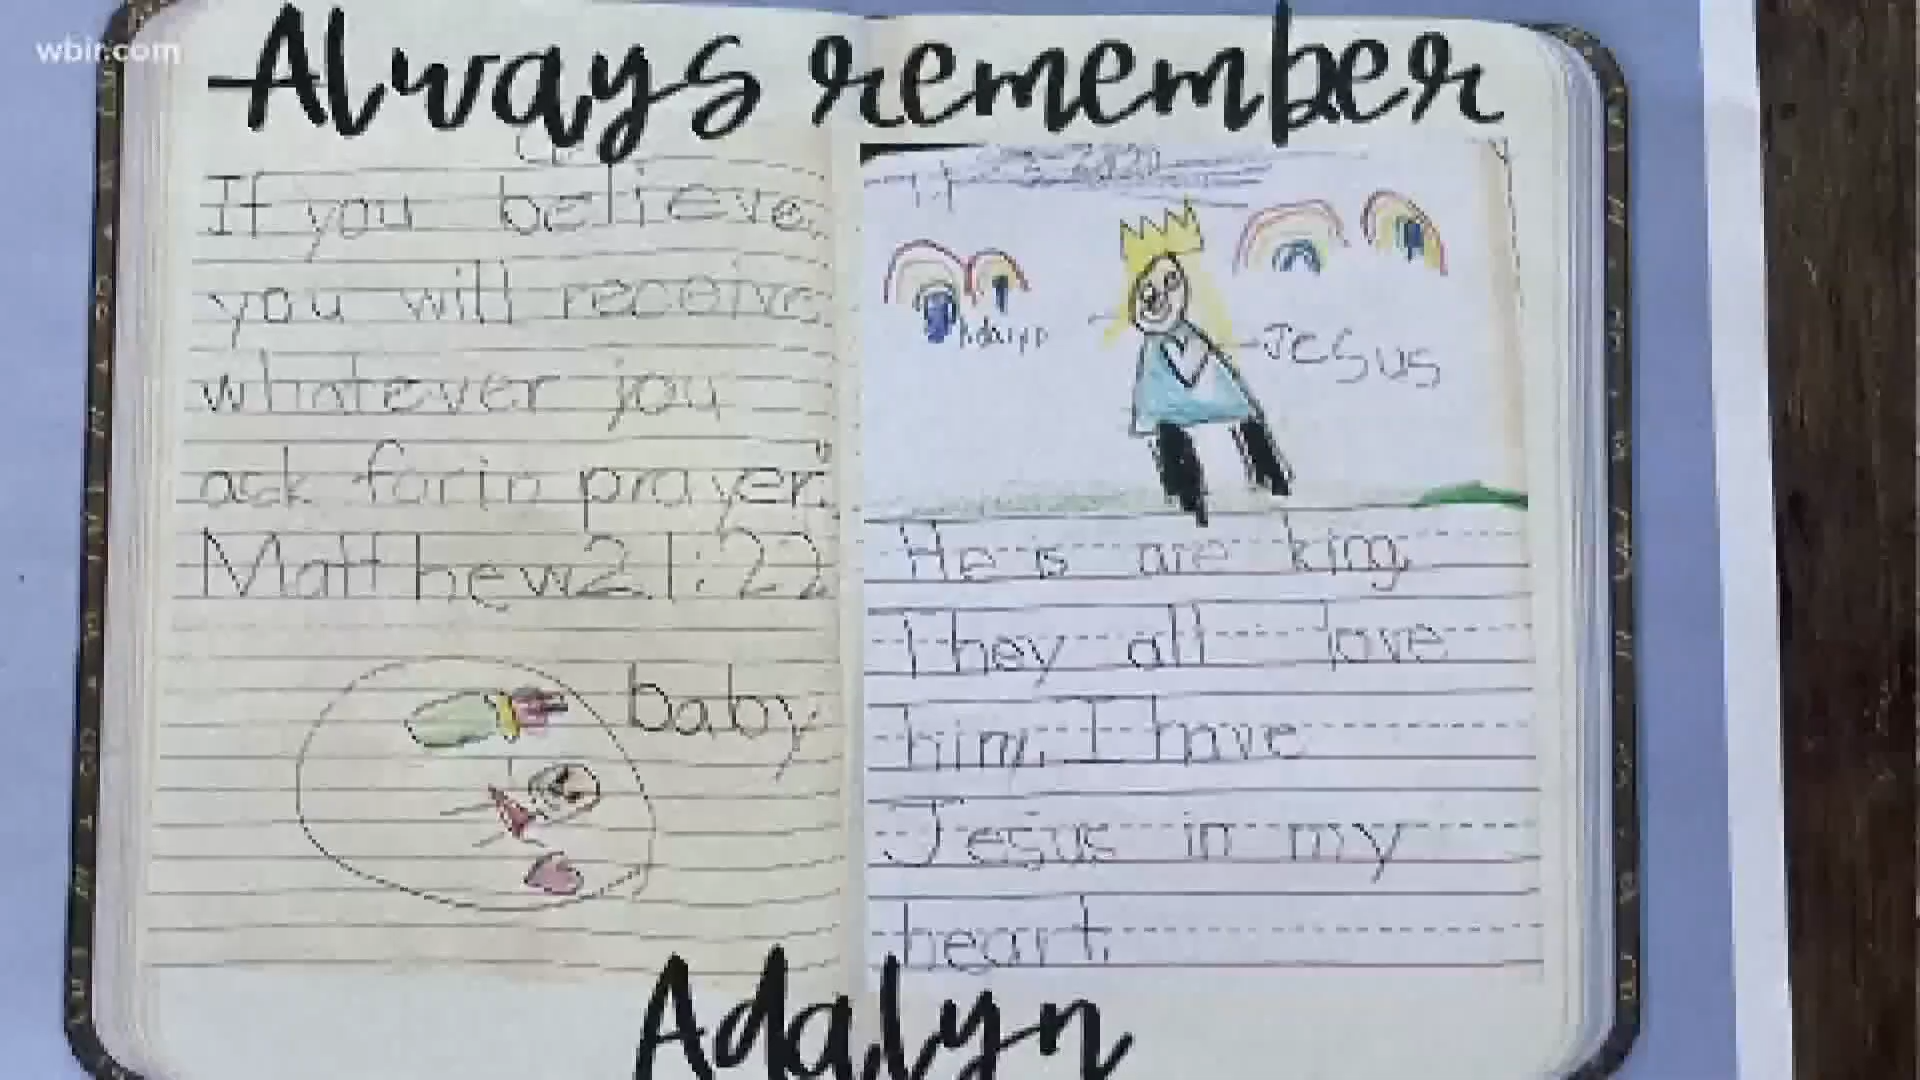 wbir.com
Always remember
If you believe
you will receive
whatever you
ask for in prayer."
Matthew 21:22
baby
Adalyn
Jesus
He is are king.
They all love
him. I have
Jesus in my
heart.
Adalyn